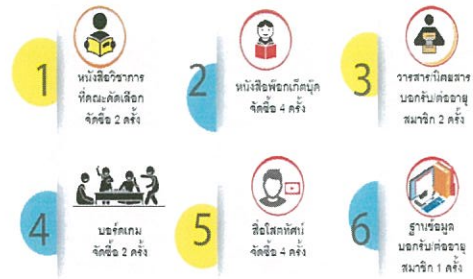 1
หนังสือวิชาการ
ที่คณะคัดเลือก
จัดซื้อ 2 ครั้ง
2
หนังสือพ๊อกเก็ตบุ๊ค
จัดซื้อ 4 ครั้ง
3
วารสาร/นิตยสาร
บอกรับ/ต่ออายุ
สมาชิก 2 ครั้ง
4
บอร์ดเกม
จัดซื้อ 2 ครั้ง
5
สื่อโสตทัศน์
จัดซื้อ 4 ครั้ง
6
ฐานข้อมูล
บอกรับ/ต่ออายุ
สมาชิก 1 ครั้ง